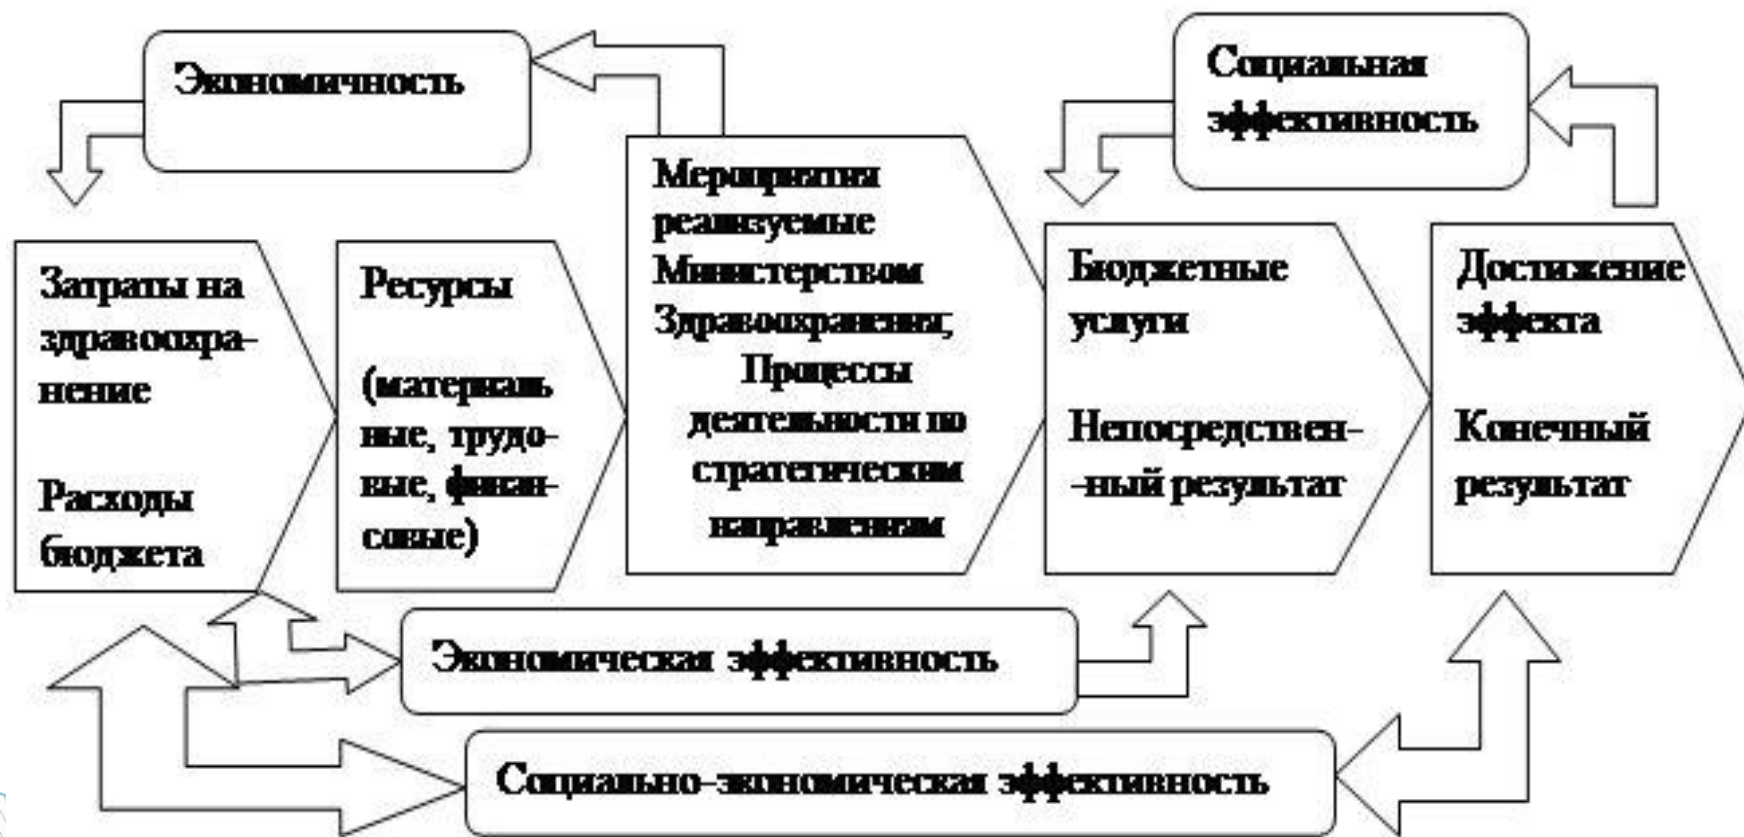 Экономичность
Социальная
эффективность
Затраты на
здравоохра-
нение
Расходы
бюджета
Ресурсы
(материаль
ные, трудо-
вые, финан-
совые)
Мероприятия
реализуемые
Министерством
Здравоохранения;
Процессы
деятельности по
стратегическим
направлениям
Бюджетные
услуги
Непосредствен-
-ный результат
Достижение
эффекта
Конечный
результат
Экономическая эффективность
Социально-экономическая эффективность